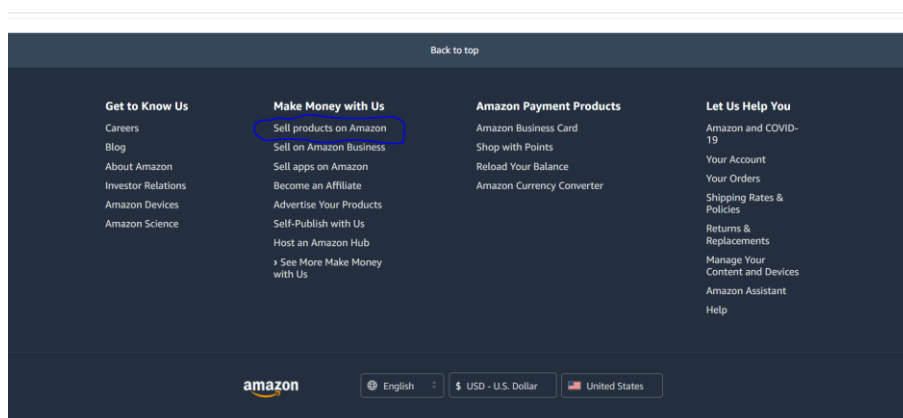 Back to top
Get to Know Us
Careers
Blog
About Amazon
Investor Relations
Amazon Devices
Amazon Science
Make Money with Us
Sell products on Amazon
Sell on Amazon Business
Sell apps on Amazon
Become an Affiliate
Advertise Your Products
Self-Publish with Us
Host an Amazon Hub
› See More Make Money
with Us
Amazon Payment Products
Amazon Business Card
Shop with Points
Reload Your Balance
Amazon Currency Converter
Let Us Help You
Amazon and COVID-
19
Your Account
Your Orders
Shipping Rates &
Policies
Returns &
Replacements
Manage Your
Content and Devices
Amazon Assistant
Help
amazon
English
$ USD - U.S. Dollar
United States